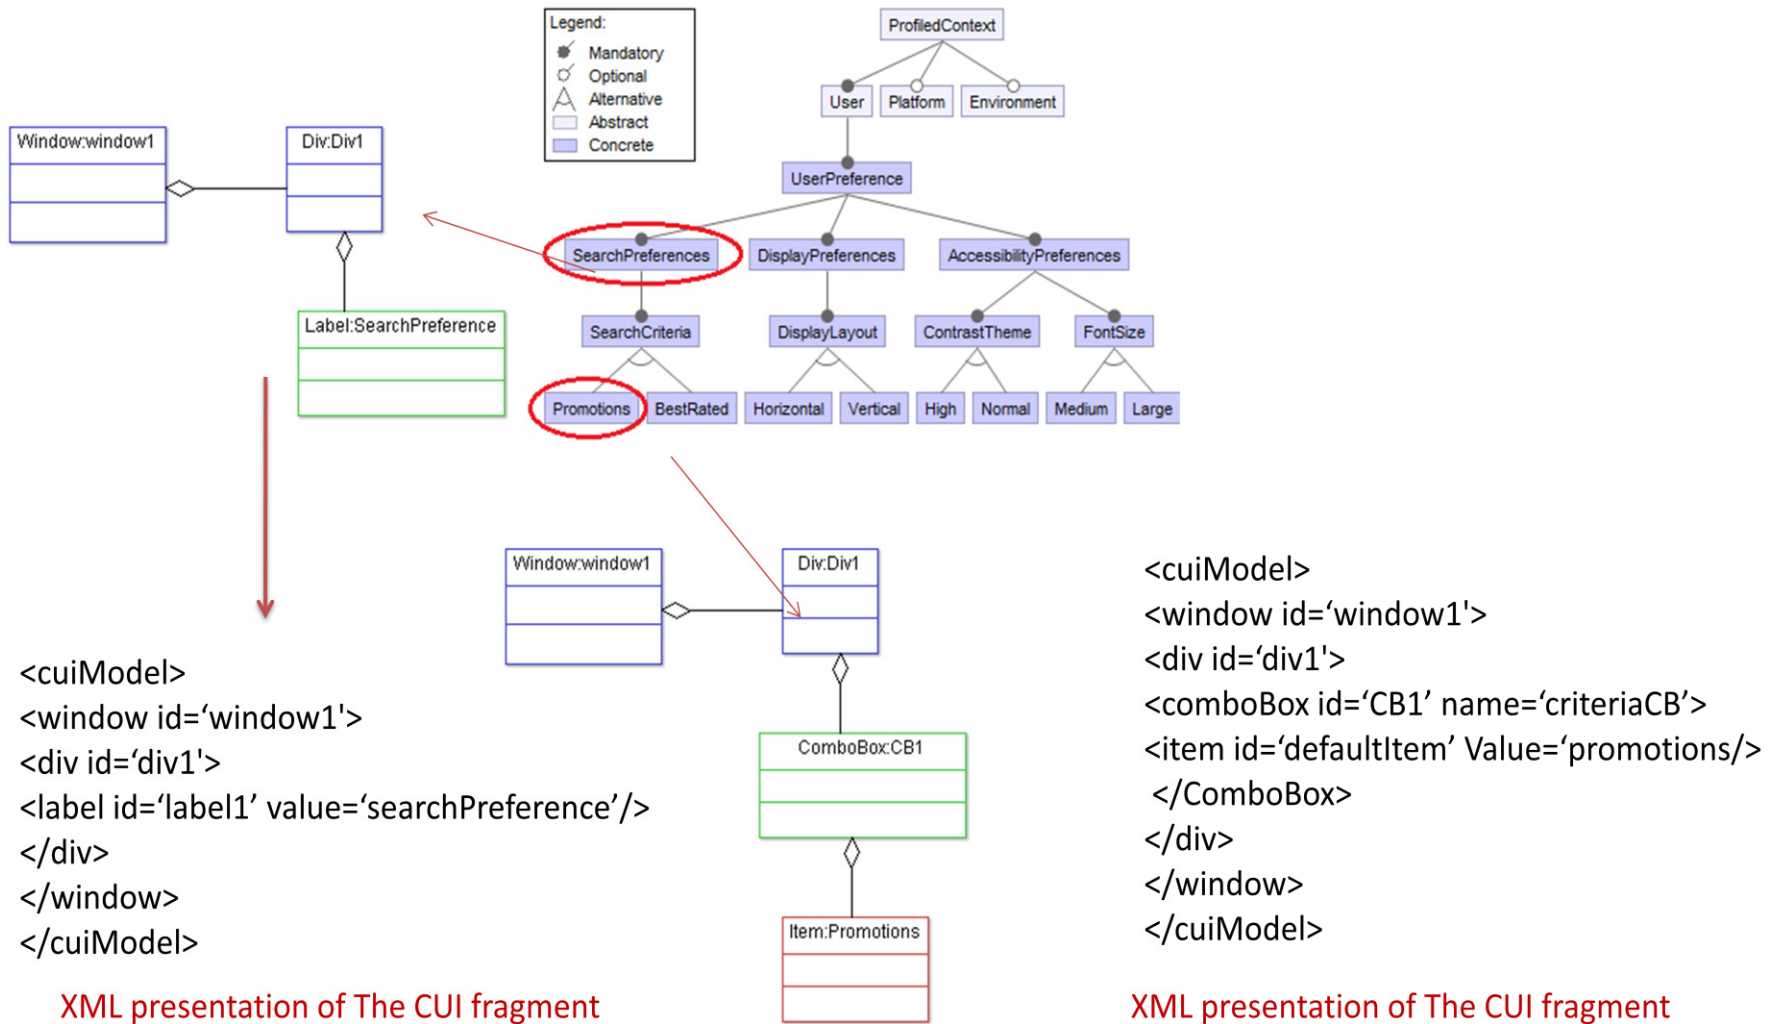 Legend:
Mandatory
Optional
Alternative
Abstract
Concrete
ProfiledContext
User
Platform
Environment
UserPreference
SearchPreferences
DisplayPreferences
AccessibilityPreferences
SearchCriteria
DisplayLayout
ContrastTheme
FontSize
Promotions
BestRated
Horizontal
Vertical
High
Normal
Medium
Large
Window:window1
Div:Div1
Label:SearchPreference
<cuiModel>
<window id=‘window1'>
<div id=‘div1'>
<label id=‘label1’ value=‘searchPreference’/>
</div>
</window>
</cuiModel>
XML presentation of The CUI fragment
Window:window1
Div:Div1
ComboBox:CB1
Item:Promotions
<cuiModel>
<window id=‘window1'>
<div id=‘div1'>
<comboBox id=‘CB1’ name=‘criteriaCB’>
<item id=‘defaultItem’ Value=‘promotions/>
</ComboBox>
</div>
</window>
</cuiModel>
XML presentation of The CUI fragment